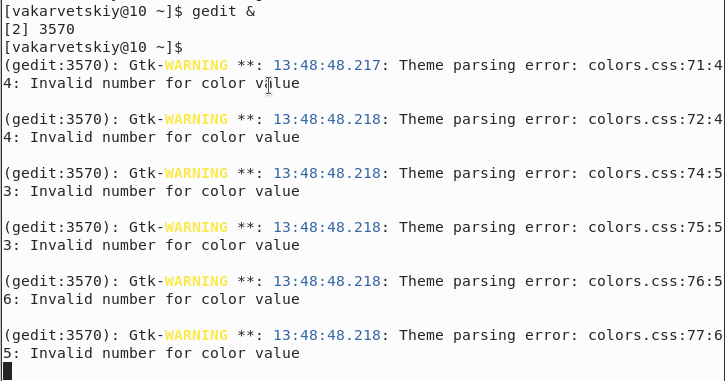 [vakarvetskiy@10 ~]$ gedit &
[2] 3570
[vakarvetskiy@10 ~]$
(gedit:3570): Gtk-WARNING **: 13:48:48.217: Theme parsing error: colors.css:71:4
4: Invalid number for color value
(gedit:3570): Gtk-WARNING **: 13:48:48.218: Theme parsing error: colors.css:72:4
4: Invalid number for color value
(gedit:3570): Gtk-WARNING **: 13:48:48.218: Theme parsing error: colors.css:74:5
3: Invalid number for color value
(gedit:3570): Gtk-WARNING **: 13:48:48.218: Theme parsing error: colors.css:75:5
3: Invalid number for color value
(gedit:3570): Gtk-WARNING **: 13:48:48.218: Theme parsing error: colors.css:76:5
6: Invalid number for color value
(gedit:3570): Gtk-WARNING **: 13:48:48.218: Theme parsing error: colors.css:77:6
5: Invalid number for color value